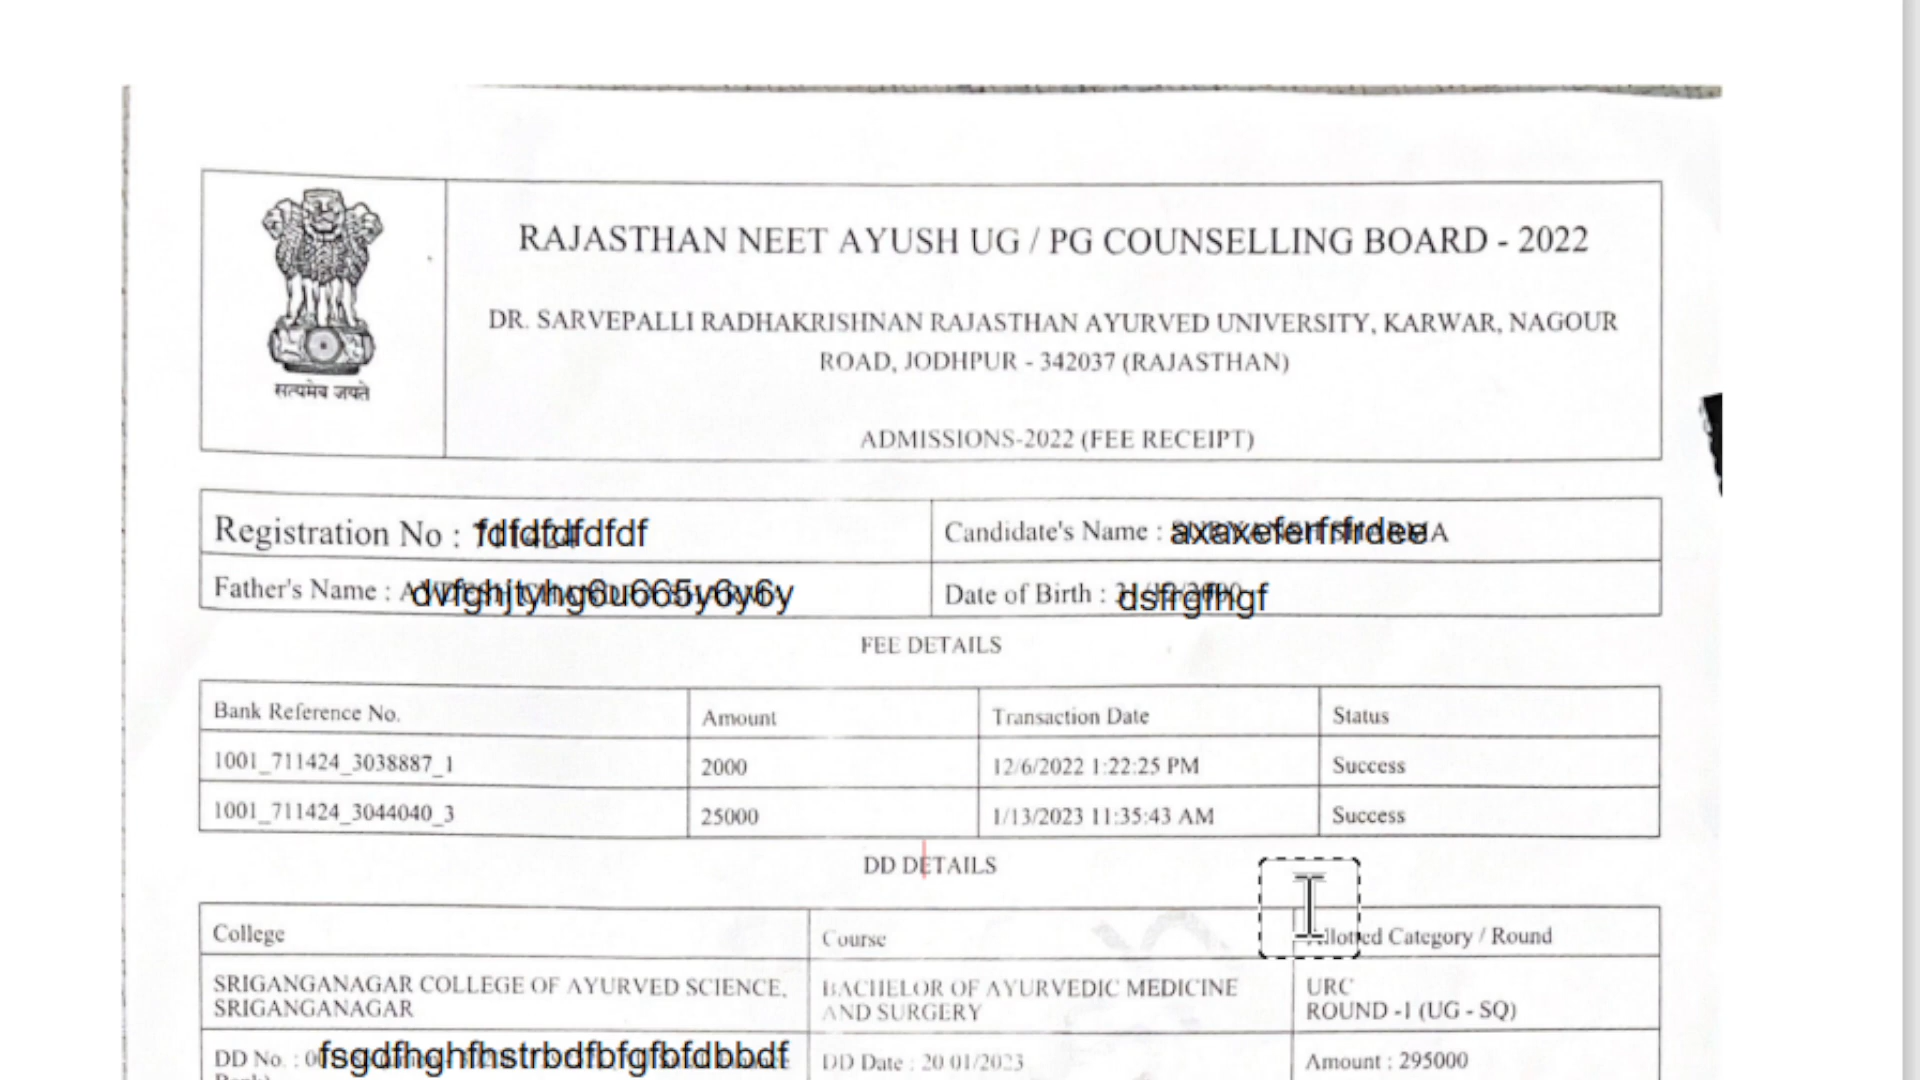 सत्यमेव जयते
RAJASTHAN NEET AYUSH UG / PG COUNSELLING BOARD - 2022
DR. SARVEPALLI RADHAKRISHNAN RAJASTHAN AYURVED UNIVERSITY, KARWAR, NAGOUR
ROAD, JODHPUR - 342037 (RAJASTHAN)
ADMISSIONS-2022 (FEE RECEIPT)
Registration No : fdfdfdfdfdf
Candidate's Name : axaxeferfrfrdee
Father's Name : dvfghjtyhg6u665y6y6y
Date of Birth : dsfrgfhgf
FEE DETAILS
Bank Reference No. Amount Transaction Date Status
1001_711424_3038887_1 2000 12/6/2022 1:22:25 PM Success
1001_711424_3044040_3 25000 1/13/2023 11:35:43 AM Success
DD DETAILS
College Course Allotted Category / Round
SRIGANGANAGAR COLLEGE OF AYURVED SCIENCE, BACHELOR OF AYURVEDIC MEDICINE URC
SRIGANGANAGAR AND SURGERY ROUND -1 (UG - SQ)
DD No. : fsgdfhghfhstrbdfbfgfbfdbbdf DD Date : 20/01/2023 Amount : 295000